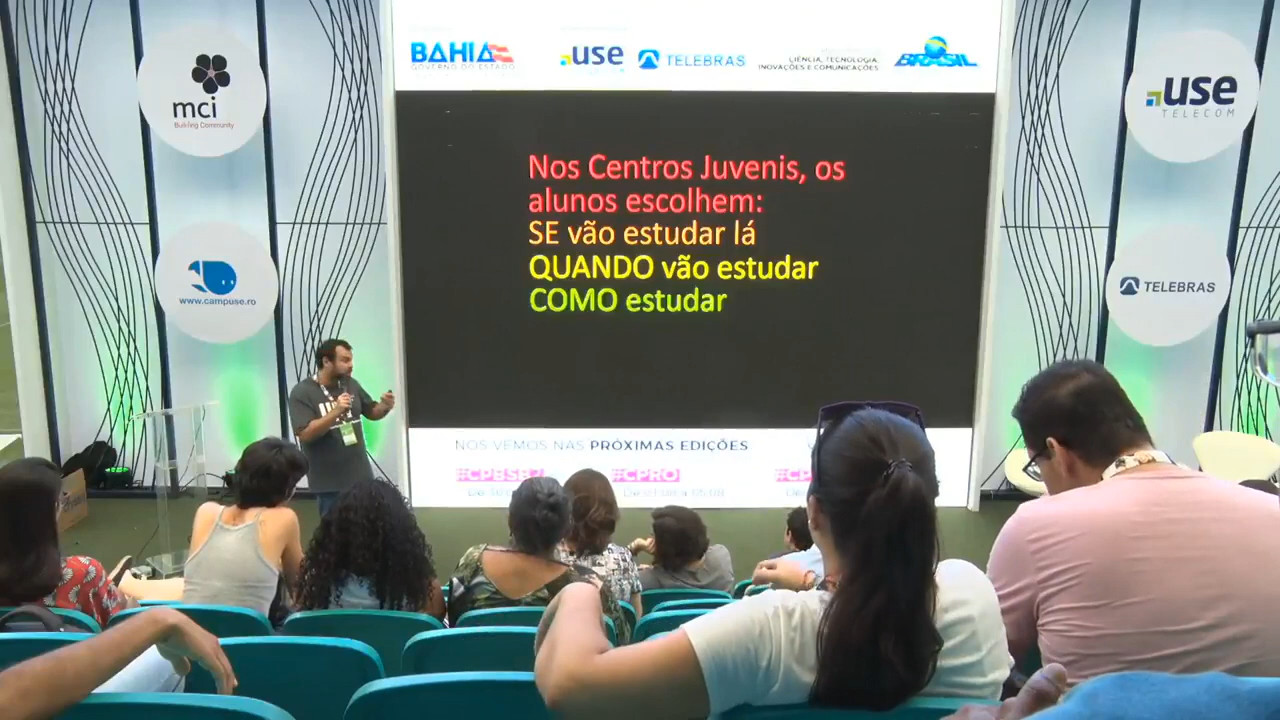 BAHIA
GOVERNO DO ESTADO
use
TELEBRAS
CIÊNCIA, TECNOLOGIA,
INOVAÇÕES E COMUNICAÇÕES
BRASIL
mci
Building Community
www.campuse.ro
use
TELECOM
TELEBRAS
Nos Centros Juvenis, os
alunos escolhem:
SE vão estudar lá
QUANDO vão estudar
COMO estudar
NOS VEMOS NAS PRÓXIMAS EDIÇÕES
#CPRO